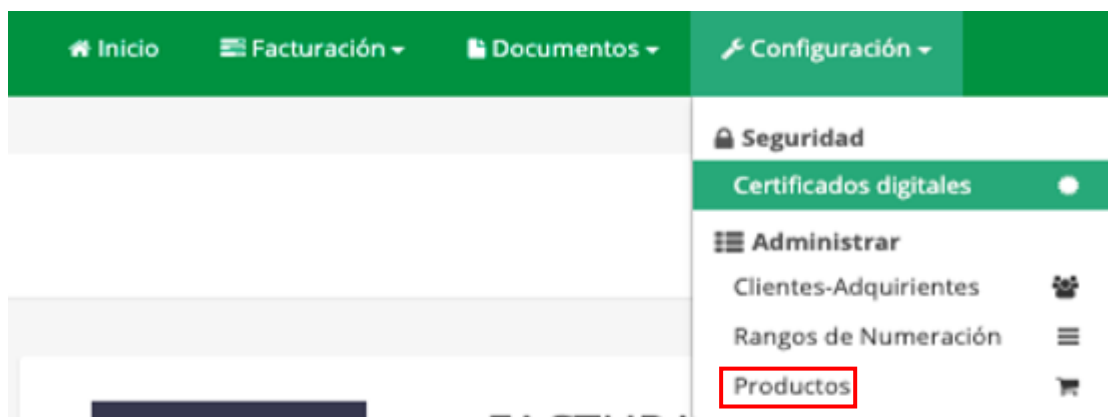 Inicio Facturación Documentos Configuración
Seguridad
Certificados digitales
Administrar
Clientes-Adquirientes
Rangos de Numeración
Productos